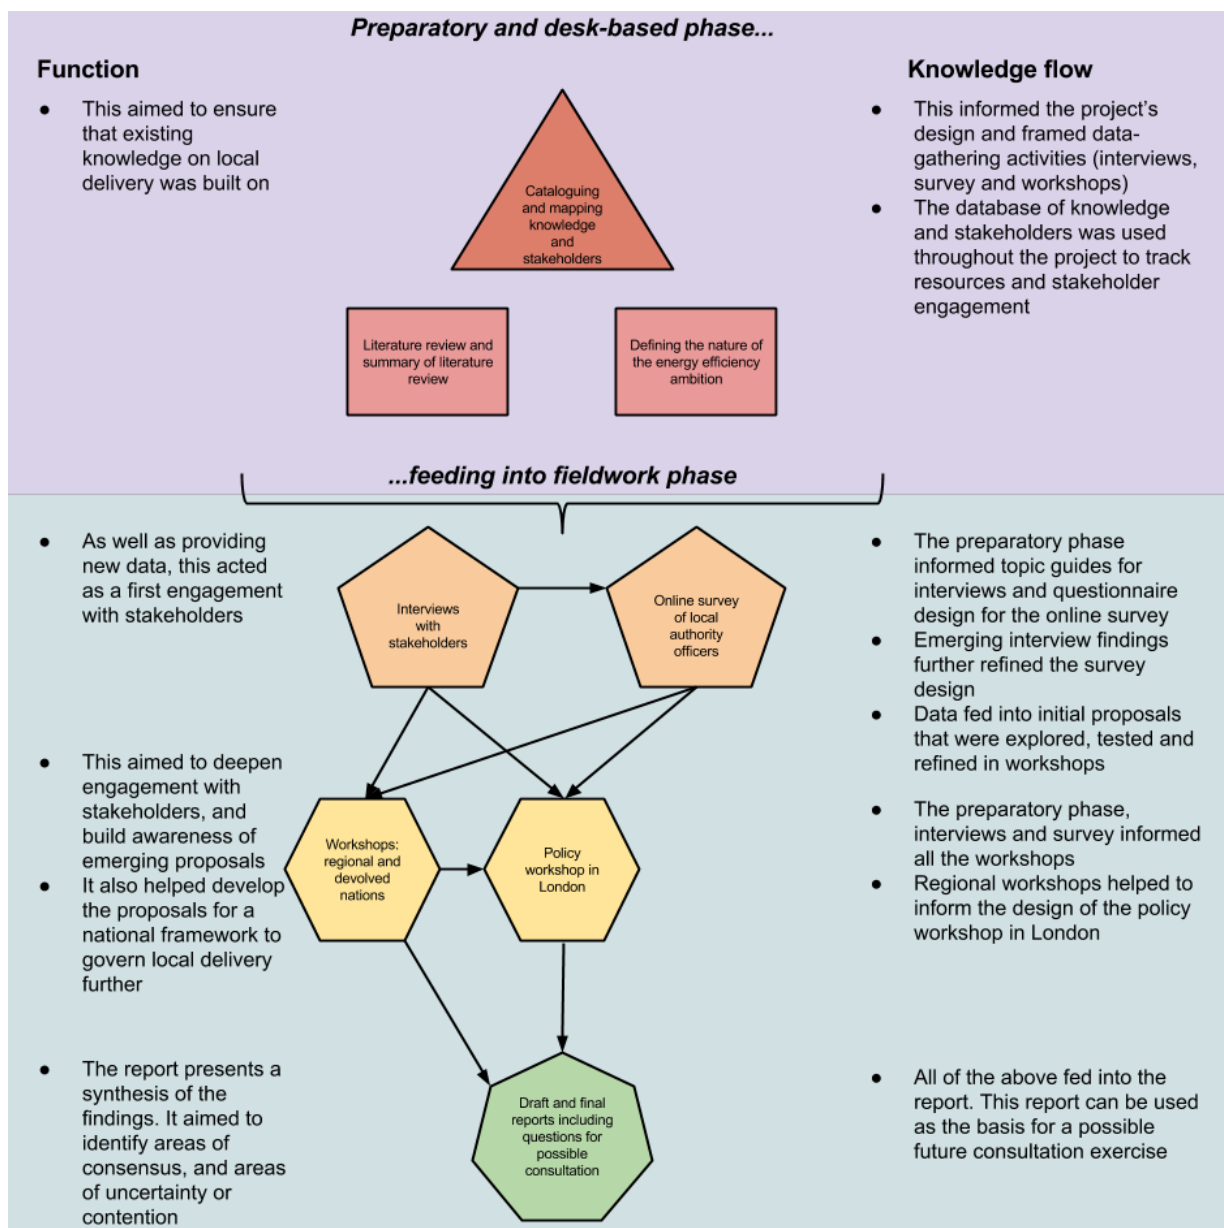 Preparatory and desk-based phase...
Function
● This aimed to ensure
that existing
knowledge on local
delivery was built on
Cataloguing
and mapping
knowledge
and
stakeholders
Knowledge flow
● This informed the project's
design and framed data-
gathering activities (interviews,
survey and workshops)
● The database of knowledge
and stakeholders was used
throughout the project to track
resources and stakeholder
engagement
Literature review and
summary of literature
review
Defining the nature of
the energy efficiency
ambition
...feeding into fieldwork phase
● As well as providing
new data, this acted
as a first engagement
with stakeholders
Interviews
with
stakeholders
Online survey
of local
authority
officers
● The preparatory phase
informed topic guides for
interviews and questionnaire
design for the online survey
● Emerging interview findings
further refined the survey
design
● Data fed into initial proposals
that were explored, tested and
refined in workshops
● This aimed to deepen
engagement with
stakeholders, and
build awareness of
emerging proposals
● It also helped develop
the proposals for a
national framework to
govern local delivery
further
Workshops:
regional and
devolved
nations
Policy
workshop in
London
● The preparatory phase,
interviews and survey informed
all the workshops
● Regional workshops helped to
inform the design of the policy
workshop in London
● The report presents a
synthesis of the
findings. It aimed to
identify areas of
consensus, and areas
of uncertainty or
contention
Draft and final
reports including
questions for
possible
consultation
● All of the above fed into the
report. This report can be used
as the basis for a possible
future consultation exercise